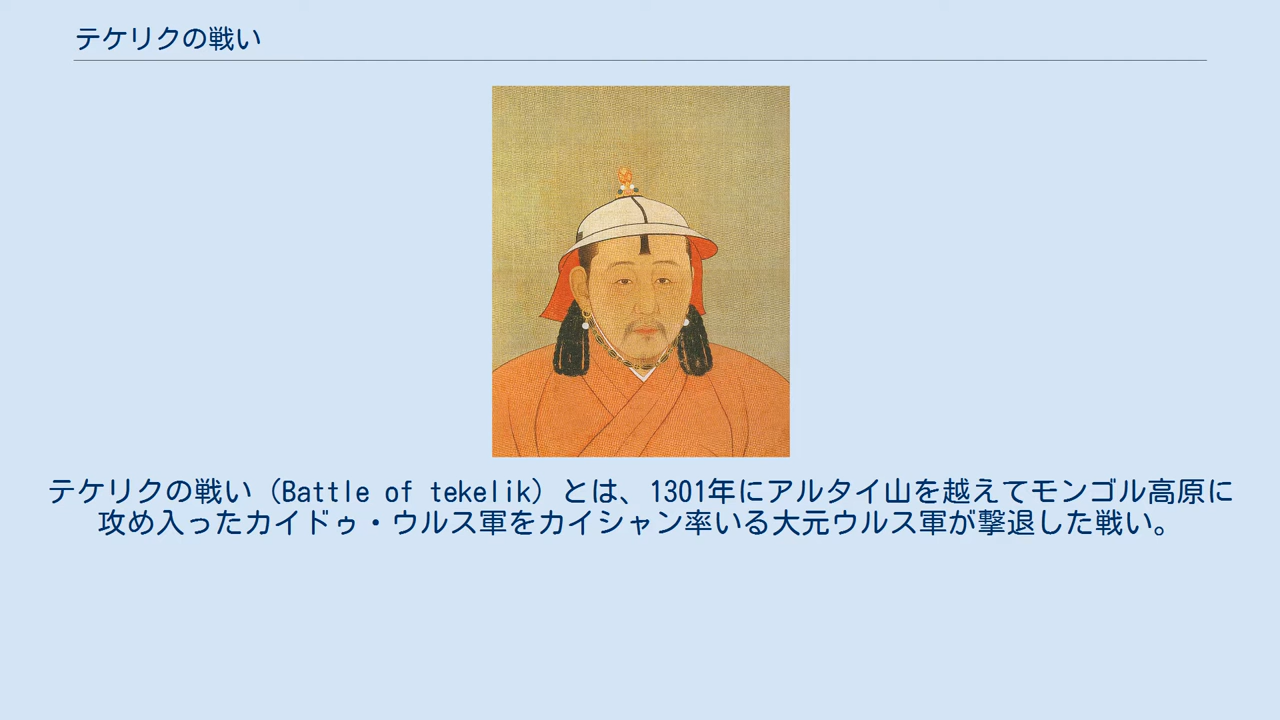 テケリクの戦い
テケリクの戦い（Battle of tekelik）とは、1301年にアルタイ山を越えてモンゴル高原に
攻め入ったカイドゥ・ウルス軍をカイシャン率いる大元ウルス軍が撃退した戦い。